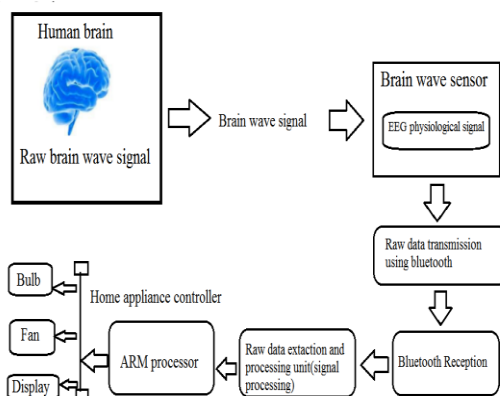 Human brain
Raw brain wave signal
Brain wave signal
Brain wave sensor
EEG physiological signal
Raw data transmission
using bluetooth
Bluetooth Reception
Raw data extaction and
processing unit(signal
processing)
ARM processor
Home appliance controller
Bulb
Fan
Display